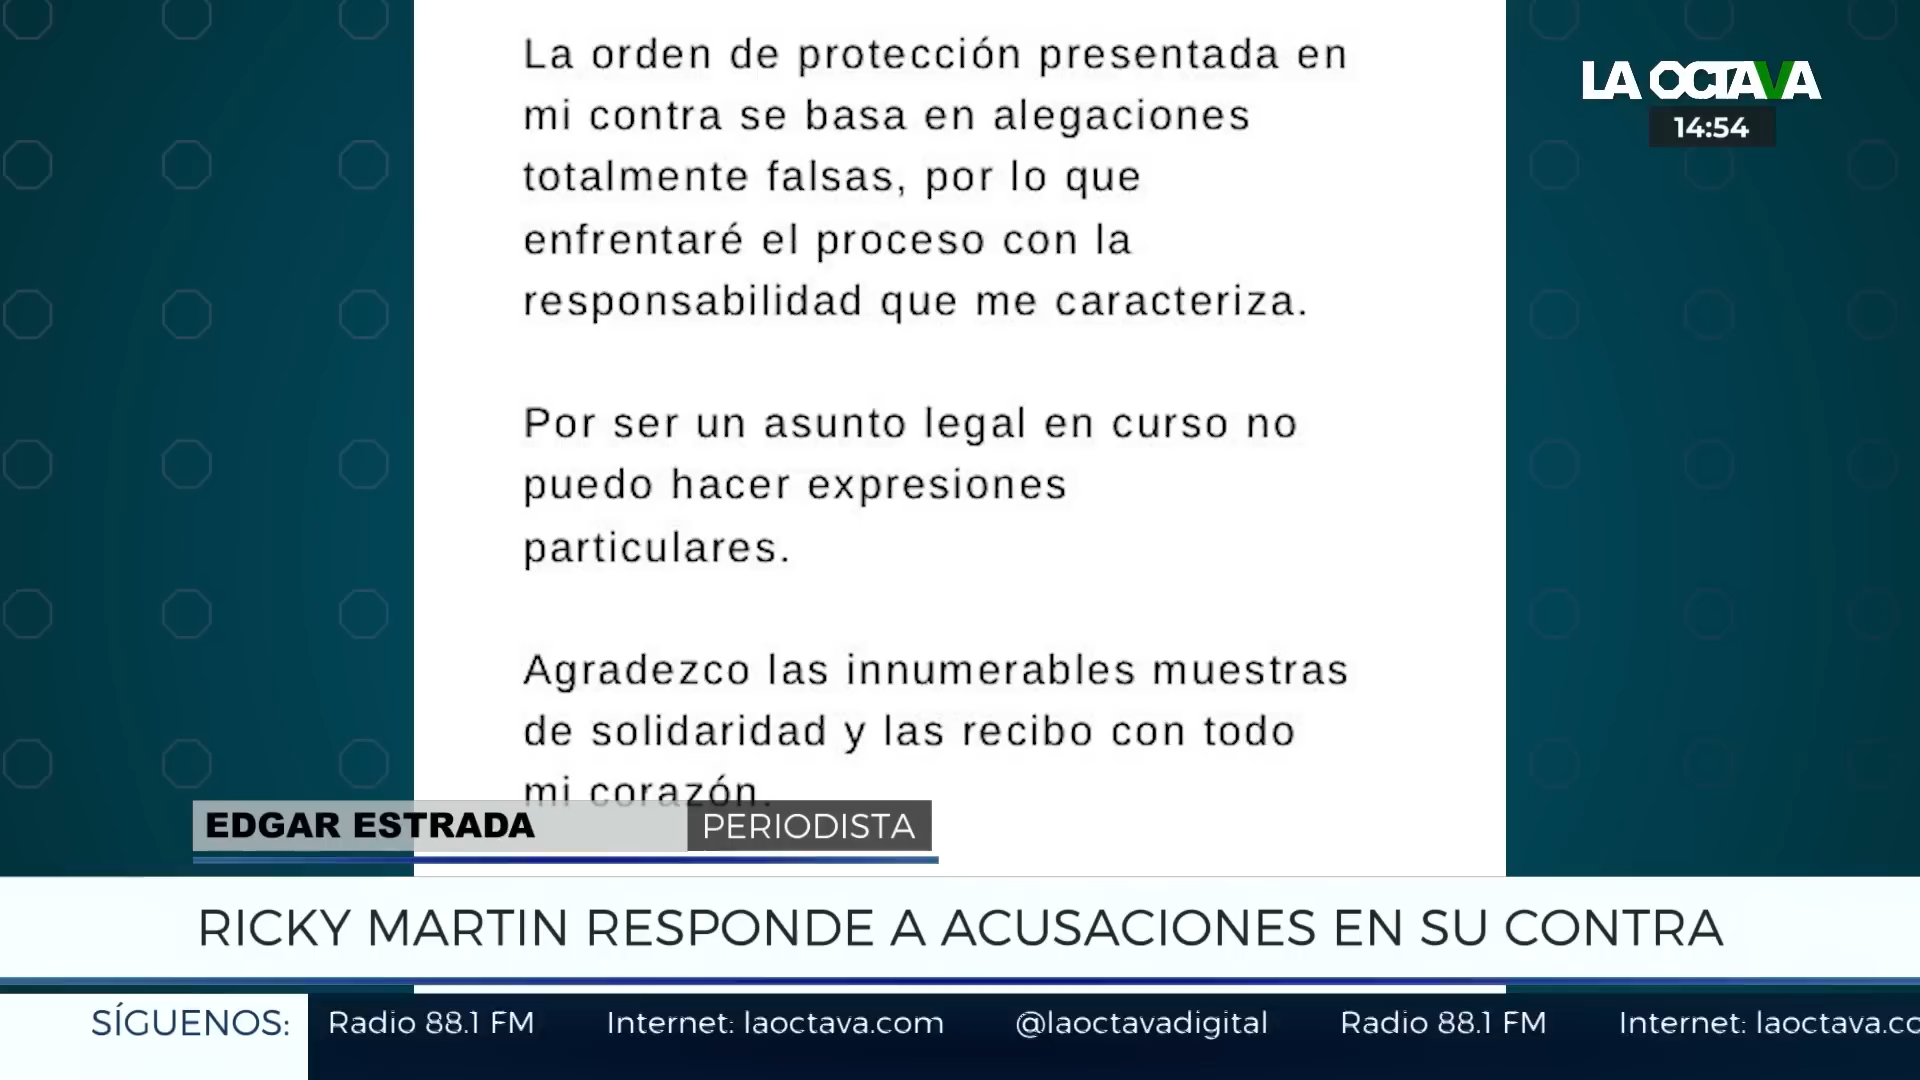 La orden de protección presentada en
mi contra se basa en alegaciones
totalmente falsas, por lo que
enfrentaré el proceso con la
responsabilidad que me caracteriza.
Por ser un asunto legal en curso no
puedo hacer expresiones
particulares.
Agradezco las innumerables muestras
de solidaridad y las recibo con todo
mi corazón.
LA OCTAVA
14:54
EDGAR ESTRADA PERIODISTA
RICKY MARTIN RESPONDE A ACUSACIONES EN SU CONTRA
SÍGUENOS: Radio 88.1 FM Internet: laoctava.com @laoctavadigital Radio 88.1 FM Internet: laoctava.co